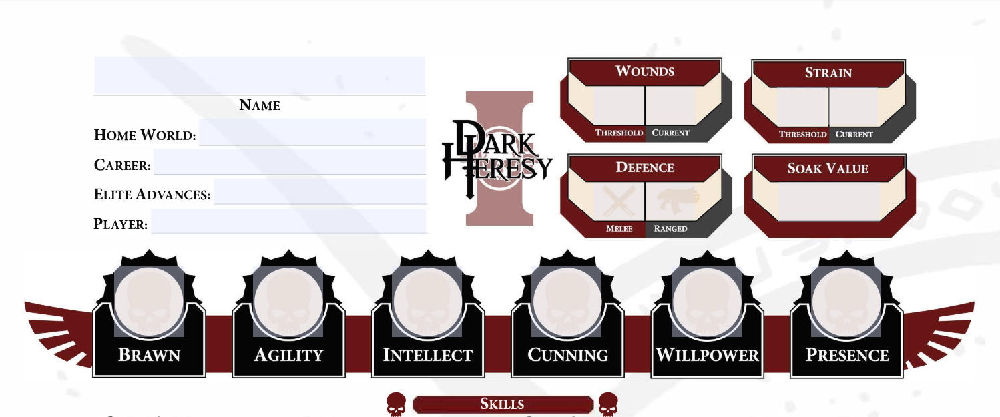 NAME
HOME WORLD:
CAREER:
ELITE ADVANCES:
PLAYER:
DARK
HERESY
WOUNDS
THRESHOLD CURRENT
STRAIN
THRESHOLD CURRENT
DEFENCE
MELEE RANGED
SOAK VALUE
BRAWN AGILITY INTELLECT CUNNING WILLPOWER PRESENCE
SKILLS